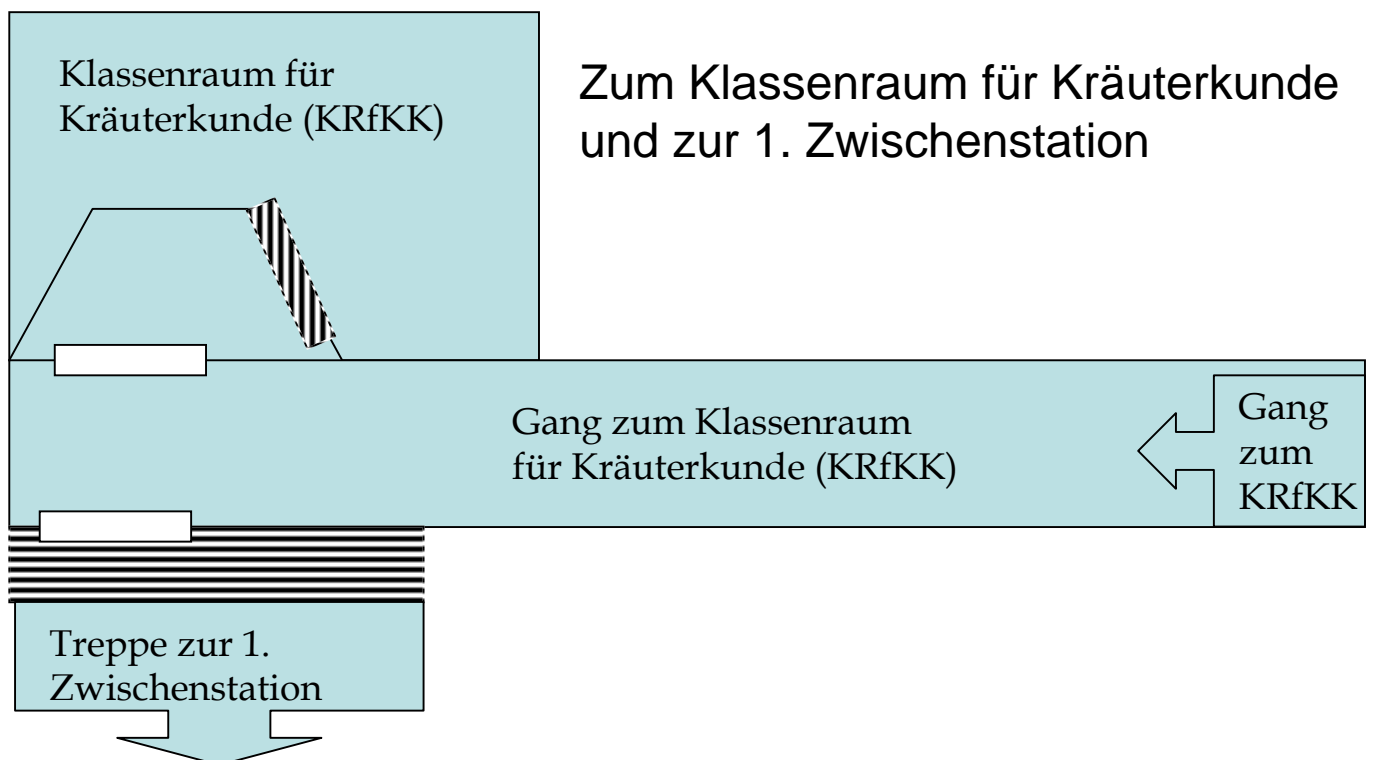 Klassenraum für
Kräuterkunde (KRfKK)
Zum Klassenraum für Kräuterkunde
und zur 1. Zwischenstation
Gang zum Klassenraum
für Kräuterkunde (KRfKK)
Gang
zum
KRfKK
Treppe zur 1.
Zwischenstation